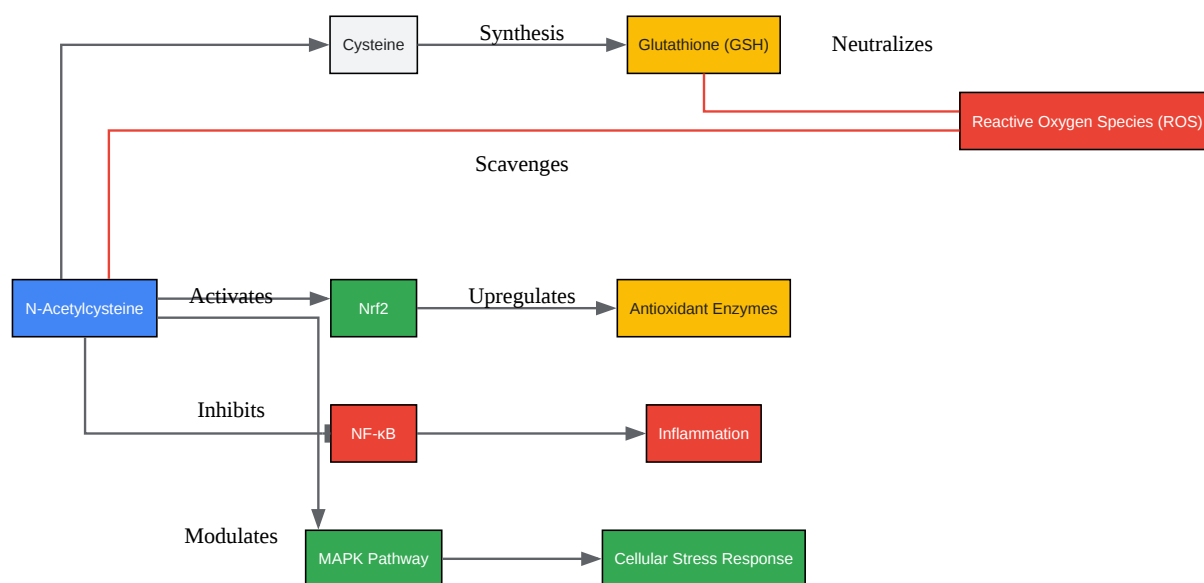 Cysteine
Synthesis
Glutathione (GSH)
Neutralizes
Reactive Oxygen Species (ROS)
Scavenges
N-Acetylcysteine
Activates
Nrf2
Upregulates
Antioxidant Enzymes
Inhibits
NF-κB
Inflammation
Modulates
MAPK Pathway
Cellular Stress Response